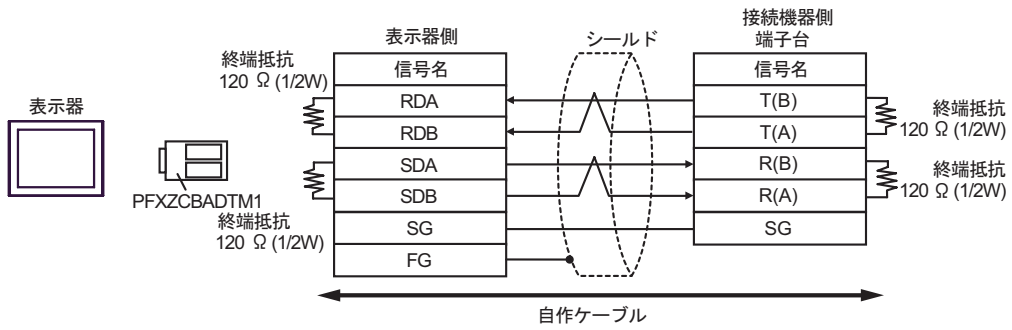 表示器
PFXZCBADTM1
終端抵抗
120 Ω (1/2W)
終端抵抗
120 Ω (1/2W)
表示器側
信号名
RDA
RDB
SDA
SDB
SG
FG
シールド
接続機器側
端子台
信号名
T(B)
T(A)
R(B)
R(A)
SG
終端抵抗
120 Ω (1/2W)
終端抵抗
120 Ω (1/2W)
自作ケーブル